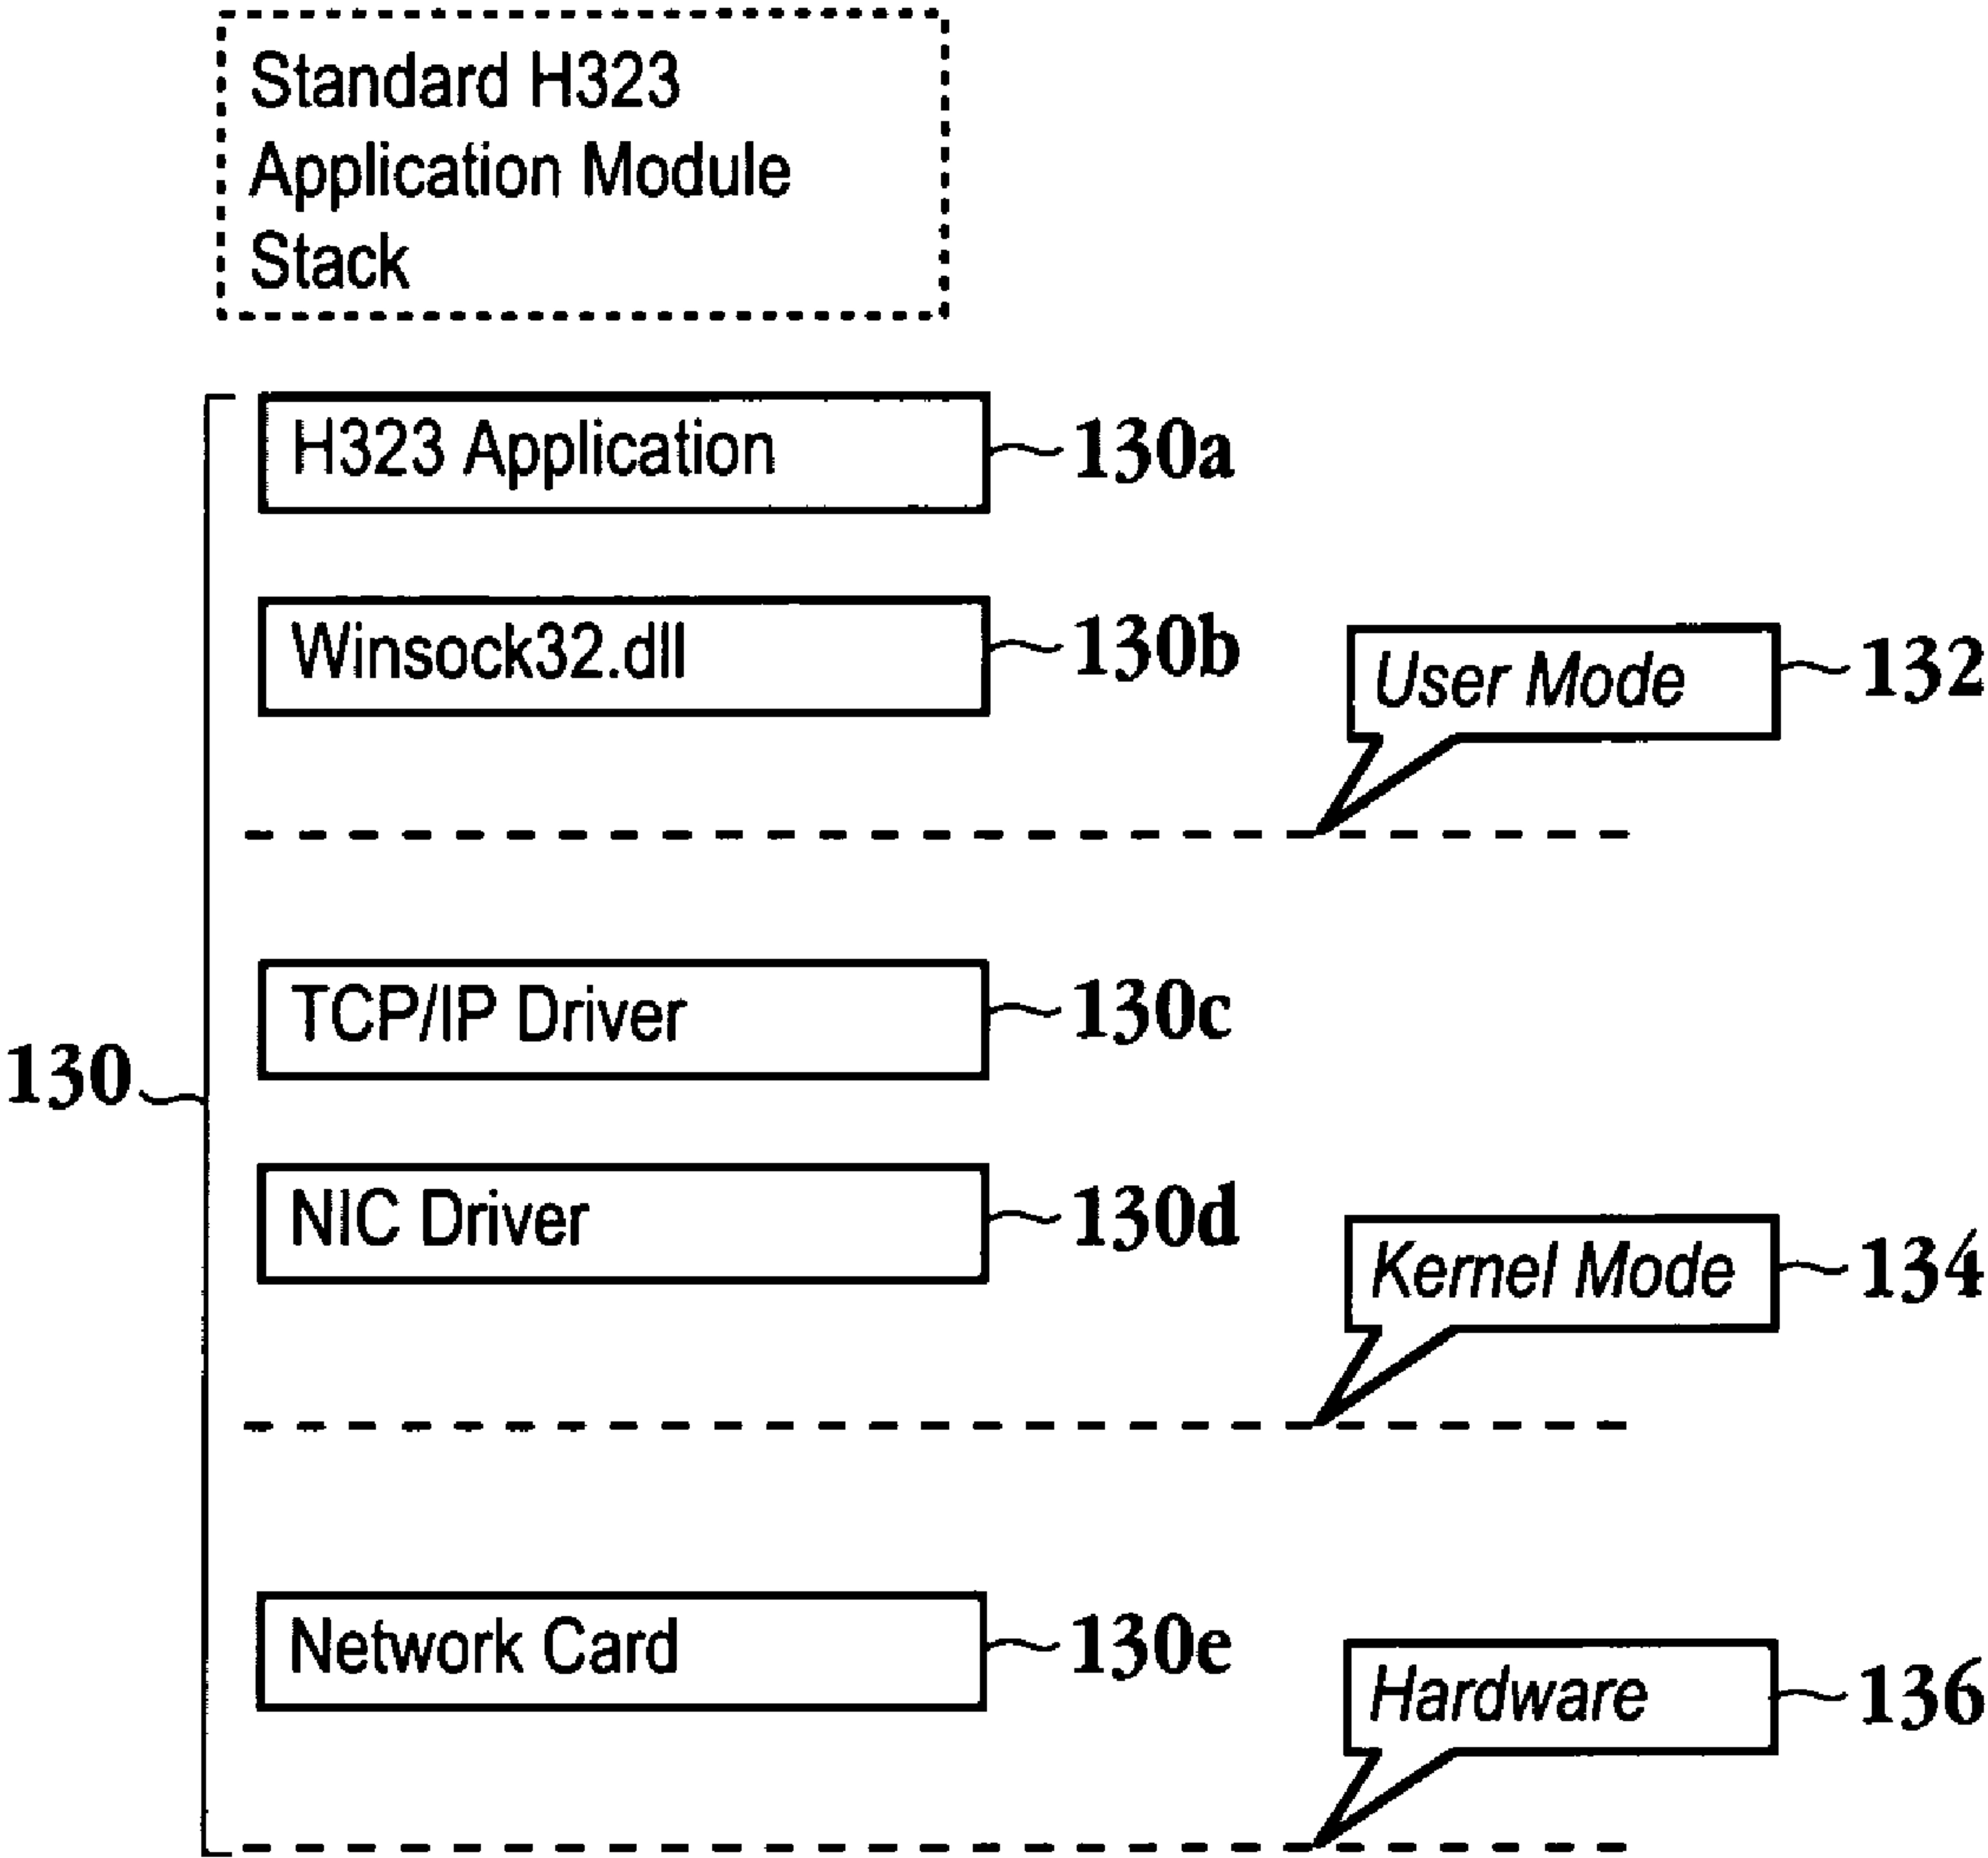 Standard H323
Application Module
Stack
H323 Application
130a
Winsock32.dll
130b
User Mode
132
TCP/IP Driver
130c
130
NIC Driver
130d
Kernel Mode
134
Network Card
130e
Hardware
136